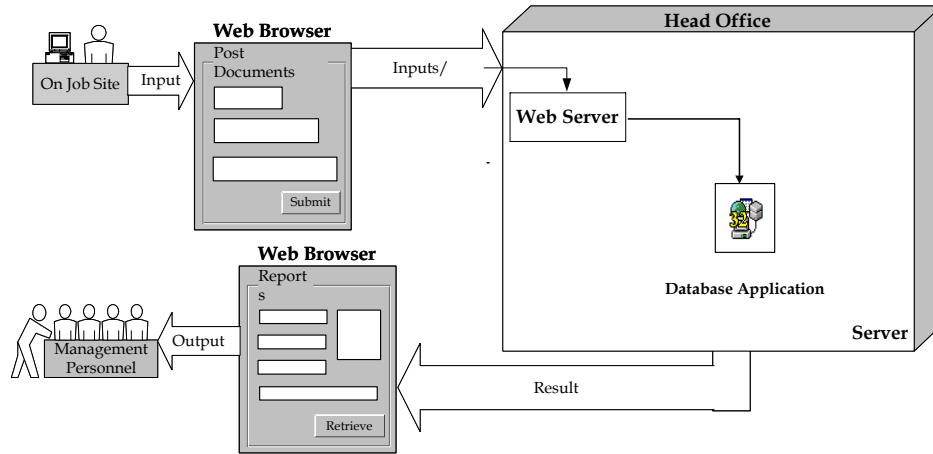 Head Office
Web Browser
Post
Documents
On Job Site
Input
Inputs/
Web Server
Submit
32
Web Browser
Report
s
Database Application
Server
Management
Personnel
Output
Result
Retrieve